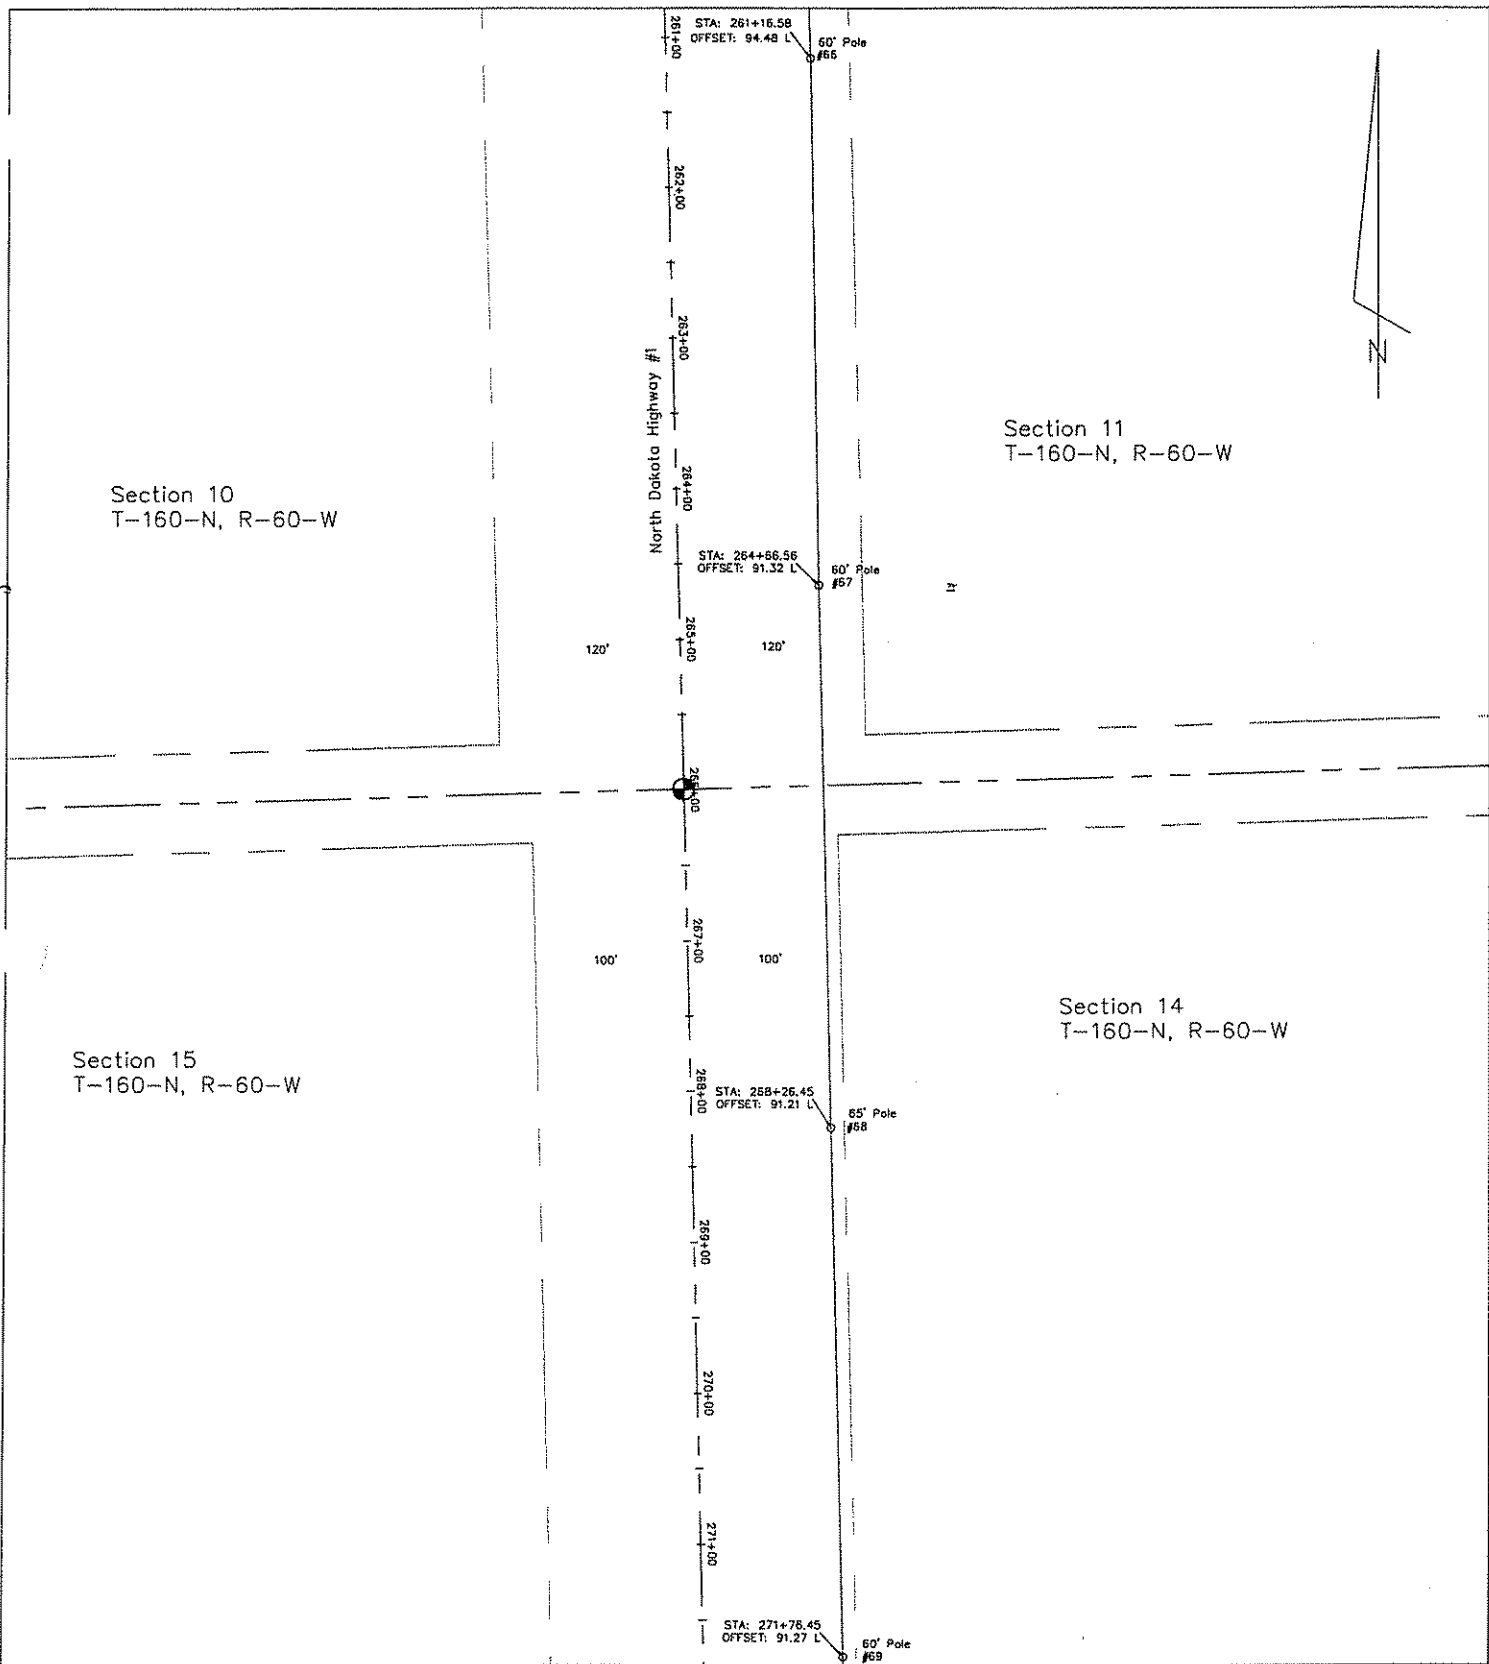 261+00
STA: 261+16.58
OFFSET: 94.48 L
60' Pole
#66
262+00
263+00
North Dakota Highway #1
N
Section 11
T-160-N, R-60-W
264+00
Section 10
T-160-N, R-60-W
STA: 264+66.56
OFFSET: 91.32 L
60' Pole
#67
265+00
120'
120'
266+00
267+00
100'
100'
Section 14
T-160-N, R-60-W
Section 15
T-160-N, R-60-W
268+00
STA: 268+26.45
OFFSET: 91.21 L
65' Pole
#68
269+00
270+00
271+00
STA: 271+76.45
OFFSET: 91.27 L
60' Pole
#69